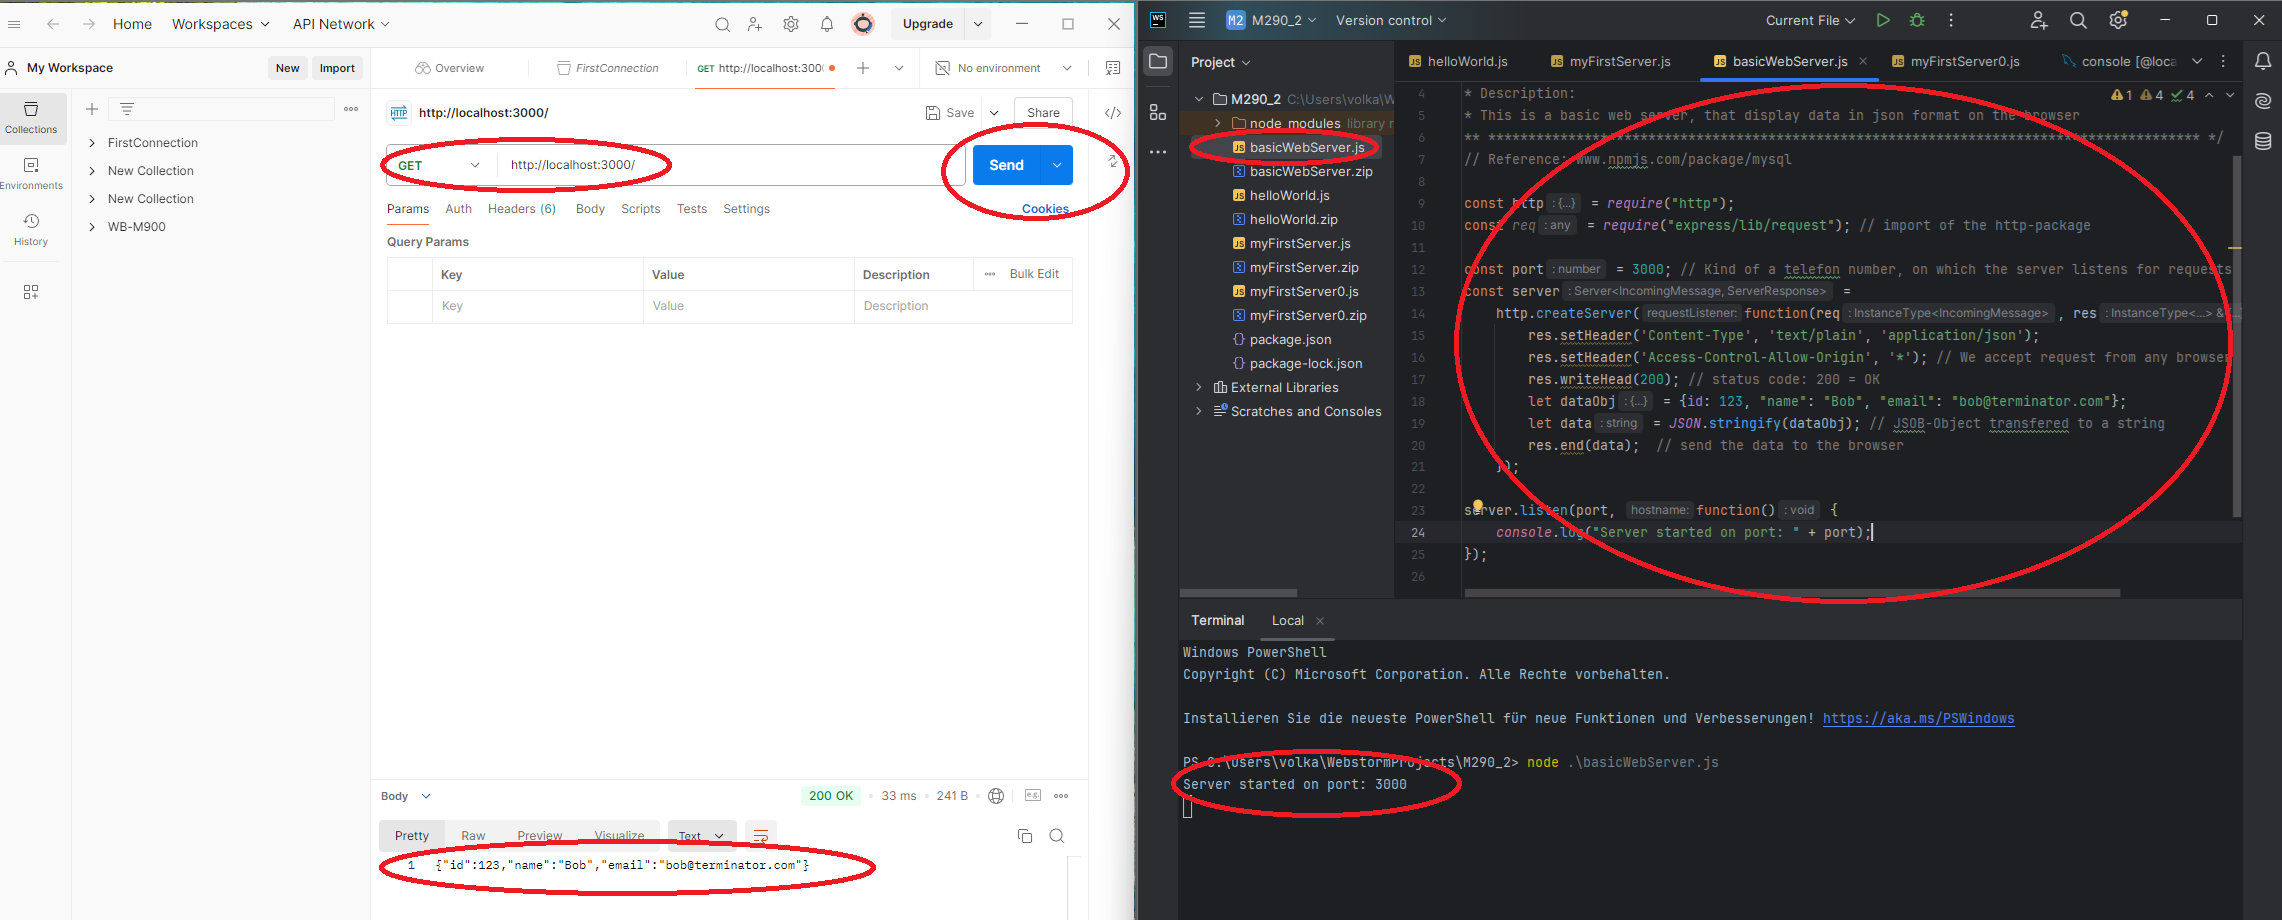 Home Workspaces API Network Upgrade
My Workspace New Import
Overview FirstConnection GET http://localhost:300 No environment
Collections
Environments
History
FirstConnection
New Collection
New Collection
WB-M900
HTTP http://localhost:3000/ Save Share
GET http://localhost:3000/ Send
Params Auth Headers (6) Body Scripts Tests Settings Cookies
Query Params
Key Value Description Bulk Edit
Key Value Description
Body 200 OK 33 ms 241 B e.g.
Pretty Raw Preview Visualize Text
1 {"id":123,"name":"Bob","email":"bob@terminator.com"}
WS M2 M290_2 Version control Current File
Project
M290_2 C:\Users\volka\W
node_modules library r
basicWebServer.js
basicWebServer.zip
helloWorld.js
helloWorld.zip
myFirstServer.js
myFirstServer.zip
myFirstServer0.js
myFirstServer0.zip
package.json
package-lock.json
External Libraries
Scratches and Consoles
helloWorld.js myFirstServer.js basicWebServer.js myFirstServer0.js console [@loca
1 4 4
4 * Description:
5 * This is a basic web server, that display data in json format on the browser
6 ** ***************************************************************************************** */
7 // Reference: www.npmjs.com/package/mysql
8
9 const http : {...} = require("http");
10 const req : any = require("express/lib/request"); // import of the http-package
11
12 const port : number = 3000; // Kind of a telefon number, on which the server listens for requests
13 const server : Server<IncomingMessage, ServerResponse> =
14 http.createServer( requestListener: function(req : InstanceType<IncomingMessage> , res : InstanceType<...> &
15 res.setHeader('Content-Type', 'text/plain', 'application/json');
16 res.setHeader('Access-Control-Allow-Origin', '*'); // We accept request from any browser
17 res.writeHead(200); // status code: 200 = OK
18 let dataObj : {...} = {id: 123, "name": "Bob", "email": "bob@terminator.com"};
19 let data : string = JSON.stringify(dataObj); // JSOB-Object transfered to a string
20 res.end(data); // send the data to the browser
21 });
22
23 server.listen(port, hostname: function() : void {
24 console.log("Server started on port: " + port);
25 });
26
Terminal Local
Windows PowerShell
Copyright (C) Microsoft Corporation. Alle Rechte vorbehalten.
Installieren Sie die neueste PowerShell für neue Funktionen und Verbesserungen! https://aka.ms/PSWindows
PS C:\Users\volka\WebstormProjects\M290_2> node .\basicWebServer.js
Server started on port: 3000